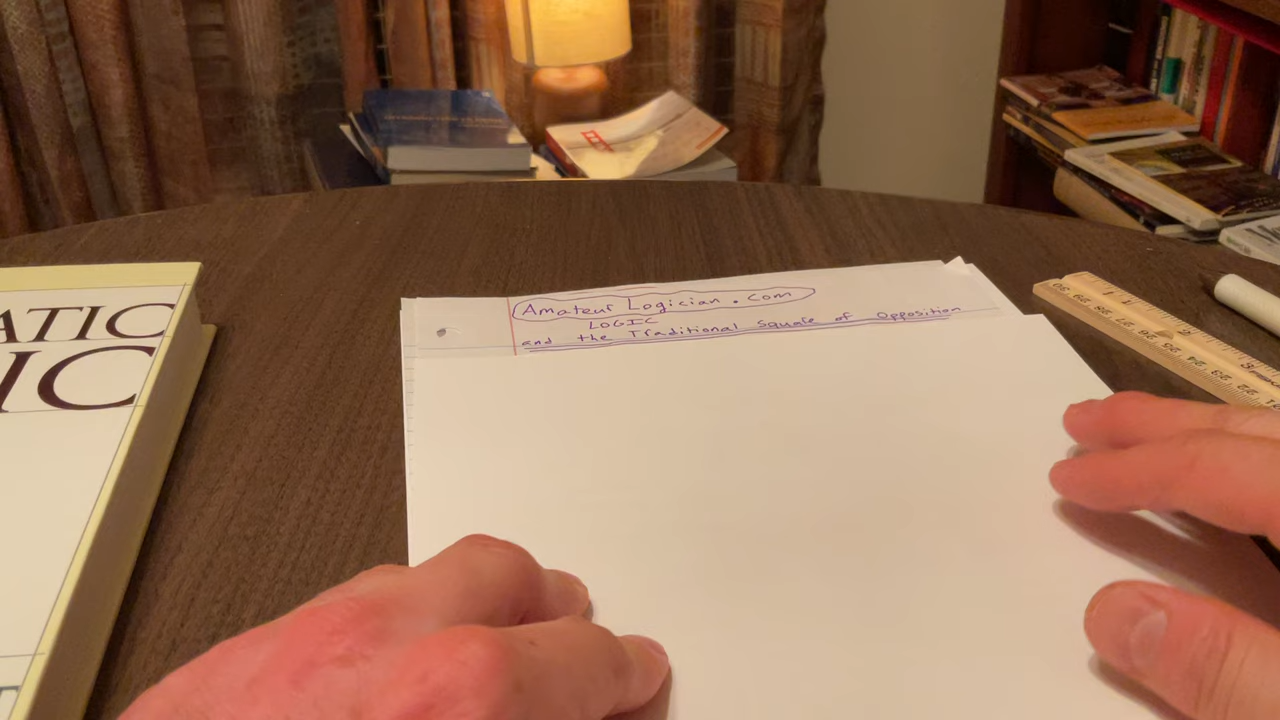 Amateur Logician.com
LOGIC
and the Traditional Square of Opposition
ATIC
IC